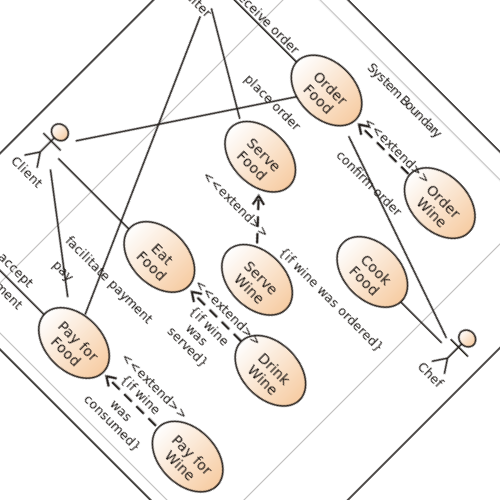 receive order
System Boundary
Order
Food
place order
<<extend>>
Order
Wine
confirm order
Serve
Food
Client
<<extend>>
Eat
Food
Serve
Wine
{if wine was ordered}
Cook
Food
facilitate payment
pay
accept
<<extend>>
{if wine
was
served}
Drink
Wine
Chef
Pay for
Food
<<extend>>
{if wine
was
consumed}
Pay for
Wine